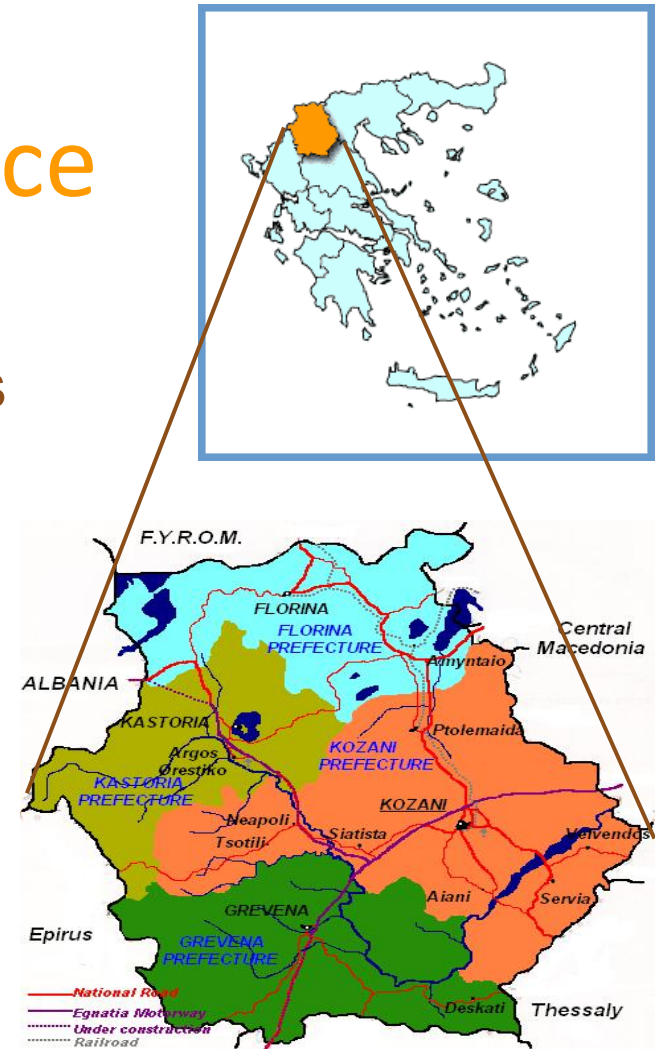 ce
s
F.Y.R.O.M.
FLORINA
FLORINA
PREFECTURE
Central
Macedonia
Amyntaio
ALBANIA
KASTORIA
Ptolemaida
Argos
Orestiko
KOZANI
PREFECTURE
KASTORIA
PREFECTURE
KOZANI
Neapoli
Siatista
Velvendos
Tsotili
Aiani
Servia
GREVENA
Epirus
GREVENA
PREFECTURE
National Road
Egnatia Motorway
Under construction
Railroad
Deskati
Thessaly